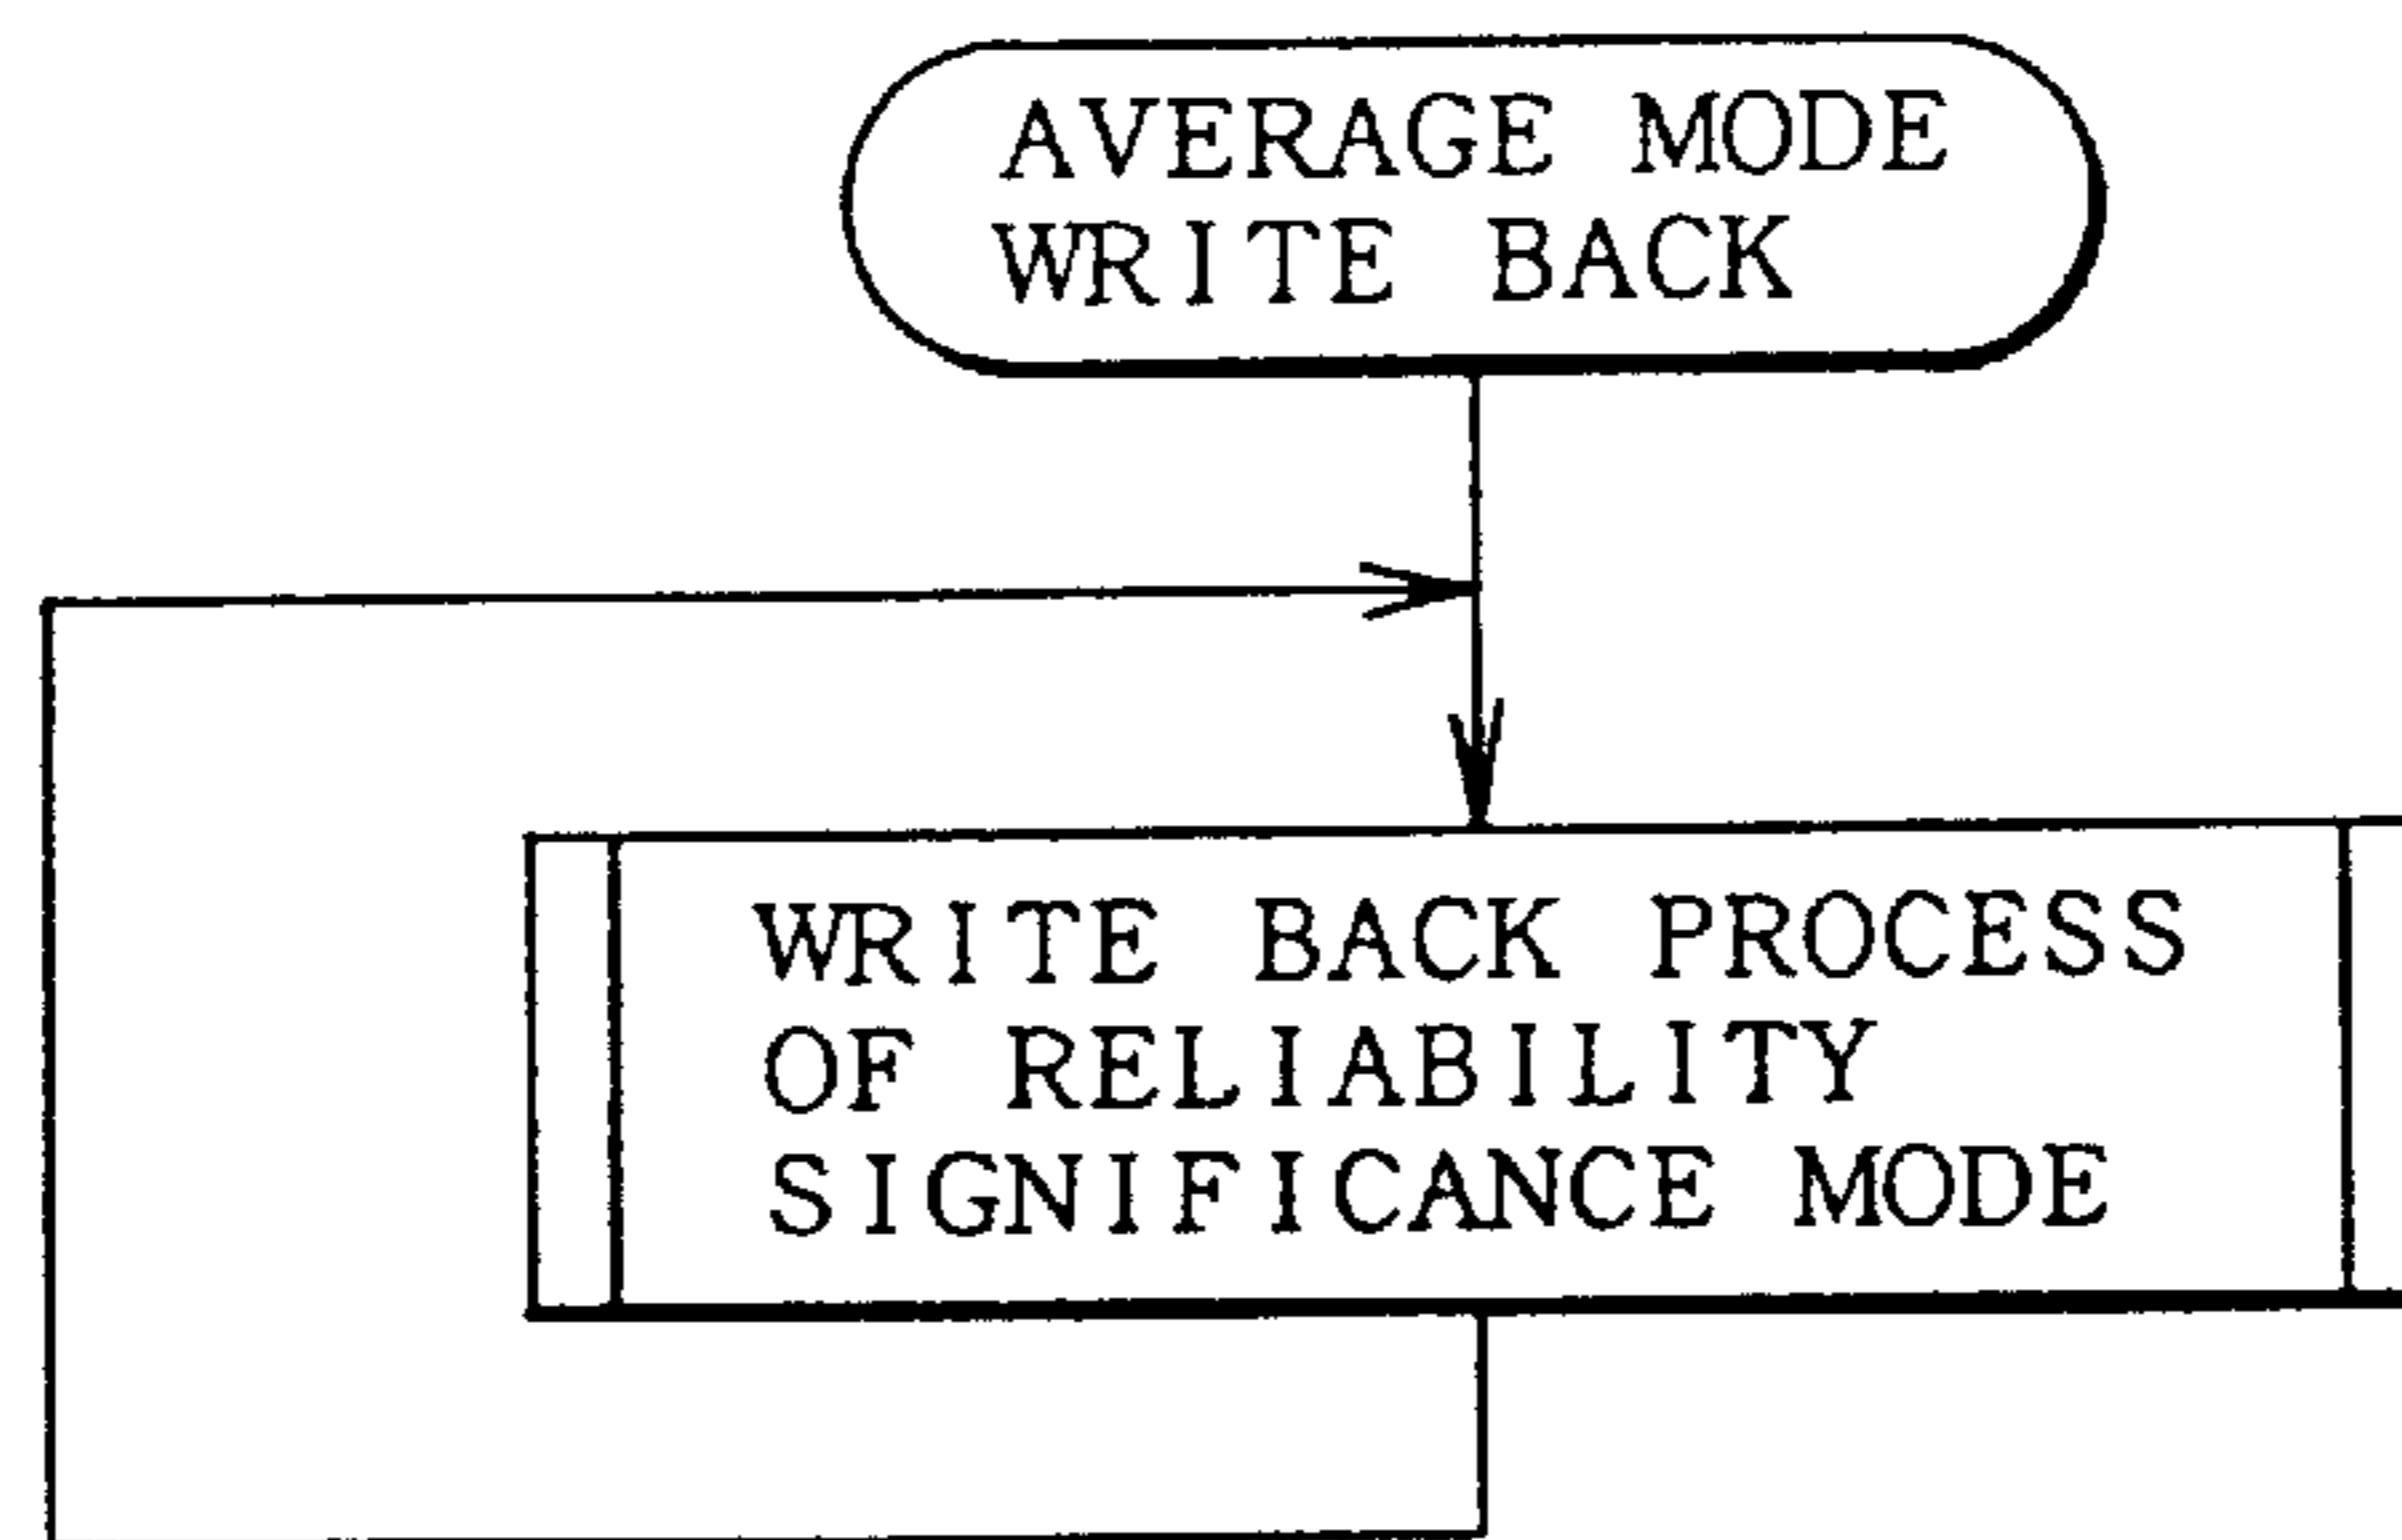 AVERAGE MODE
WRITE BACK
WRITE BACK PROCESS
OF RELIABILITY
SIGNIFICANCE MODE